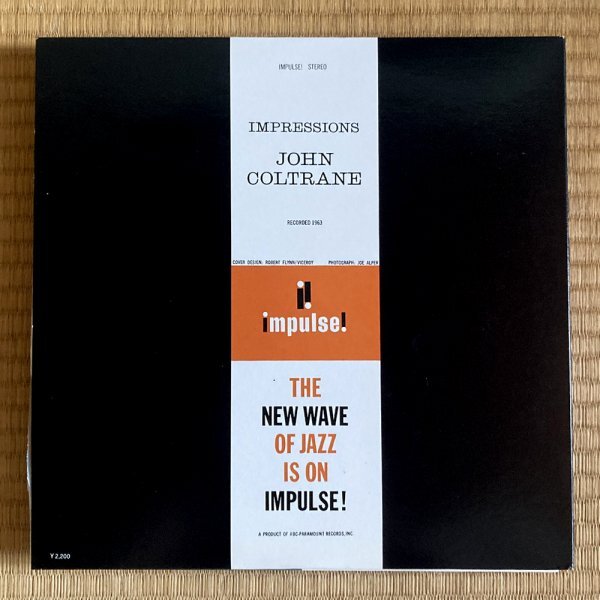 IMPULSE! STEREO
IMPRESSIONS
JOHN
COLTRANE
RECORDED 1963
COVER DESIGN: ROBERT FLYNN/VICEROY PHOTOGRAPH: JOE ALPER
i!
impulse!
THE
NEW WAVE
OF JAZZ
IS ON
IMPULSE!
A PRODUCT OF ABC-PARAMOUNT RECORDS, INC.
¥2,200